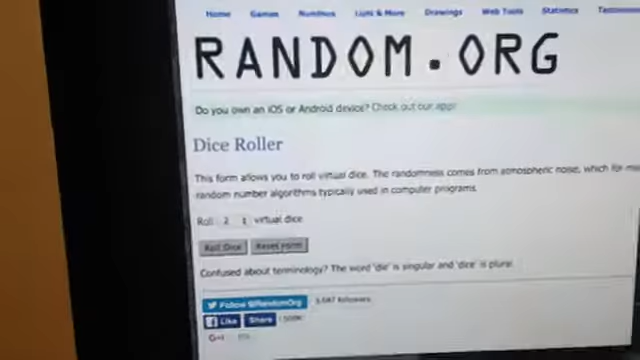 Home Games Numbers Lists & More Drawings Web Tools Statistics
RANDOM.ORG
Do you own an iOS or Android device? Check out our app!
Dice Roller
This form allows you to roll virtual dice. The randomness comes from atmospheric noise, which for
random number algorithms typically used in computer programs.
Roll 2 virtual dice
Roll Dice Reset Form
Confused about terminology? The word 'die' is singular and 'dice' is plural.
Follow @RandomOrg followers
Like Share